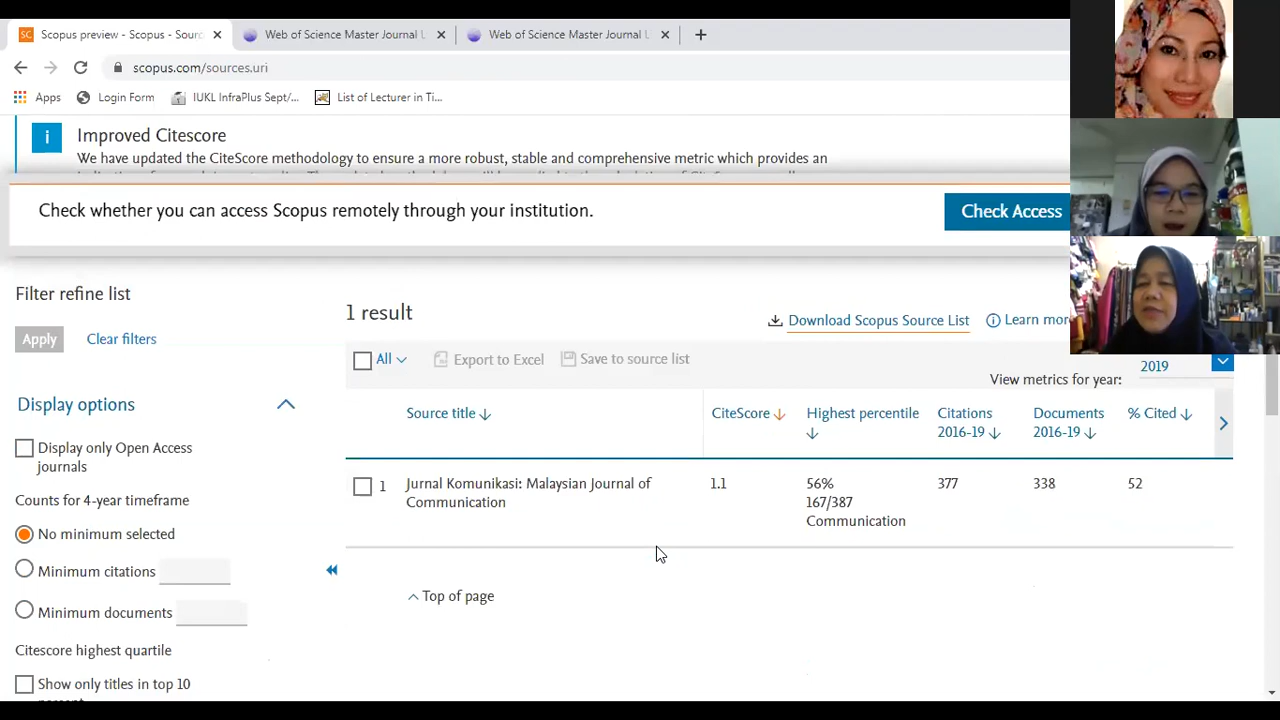 SC Scopus preview - Scopus - Sourc
Web of Science Master Journal L
Web of Science Master Journal L
scopus.com/sources.uri
Apps
Login Form
IUKL InfraPlus Sept/...
List of Lecturer in Ti...
i
Improved Citescore
We have updated the CiteScore methodology to ensure a more robust, stable and comprehensive metric which provides an
Check whether you can access Scopus remotely through your institution.
Check Access
Filter refine list
Apply
Clear filters
Display options
Display only Open Access
journals
Counts for 4-year timeframe
No minimum selected
Minimum citations
Minimum documents
Citescore highest quartile
Show only titles in top 10
1 result
Download Scopus Source List
Learn mor
All
Export to Excel
Save to source list
View metrics for year:
2019
Source title
CiteScore
Highest percentile
Citations
2016-19
Documents
2016-19
% Cited
1
Jurnal Komunikasi: Malaysian Journal of
Communication
1.1
56%
167/387
Communication
377
338
52
Top of page